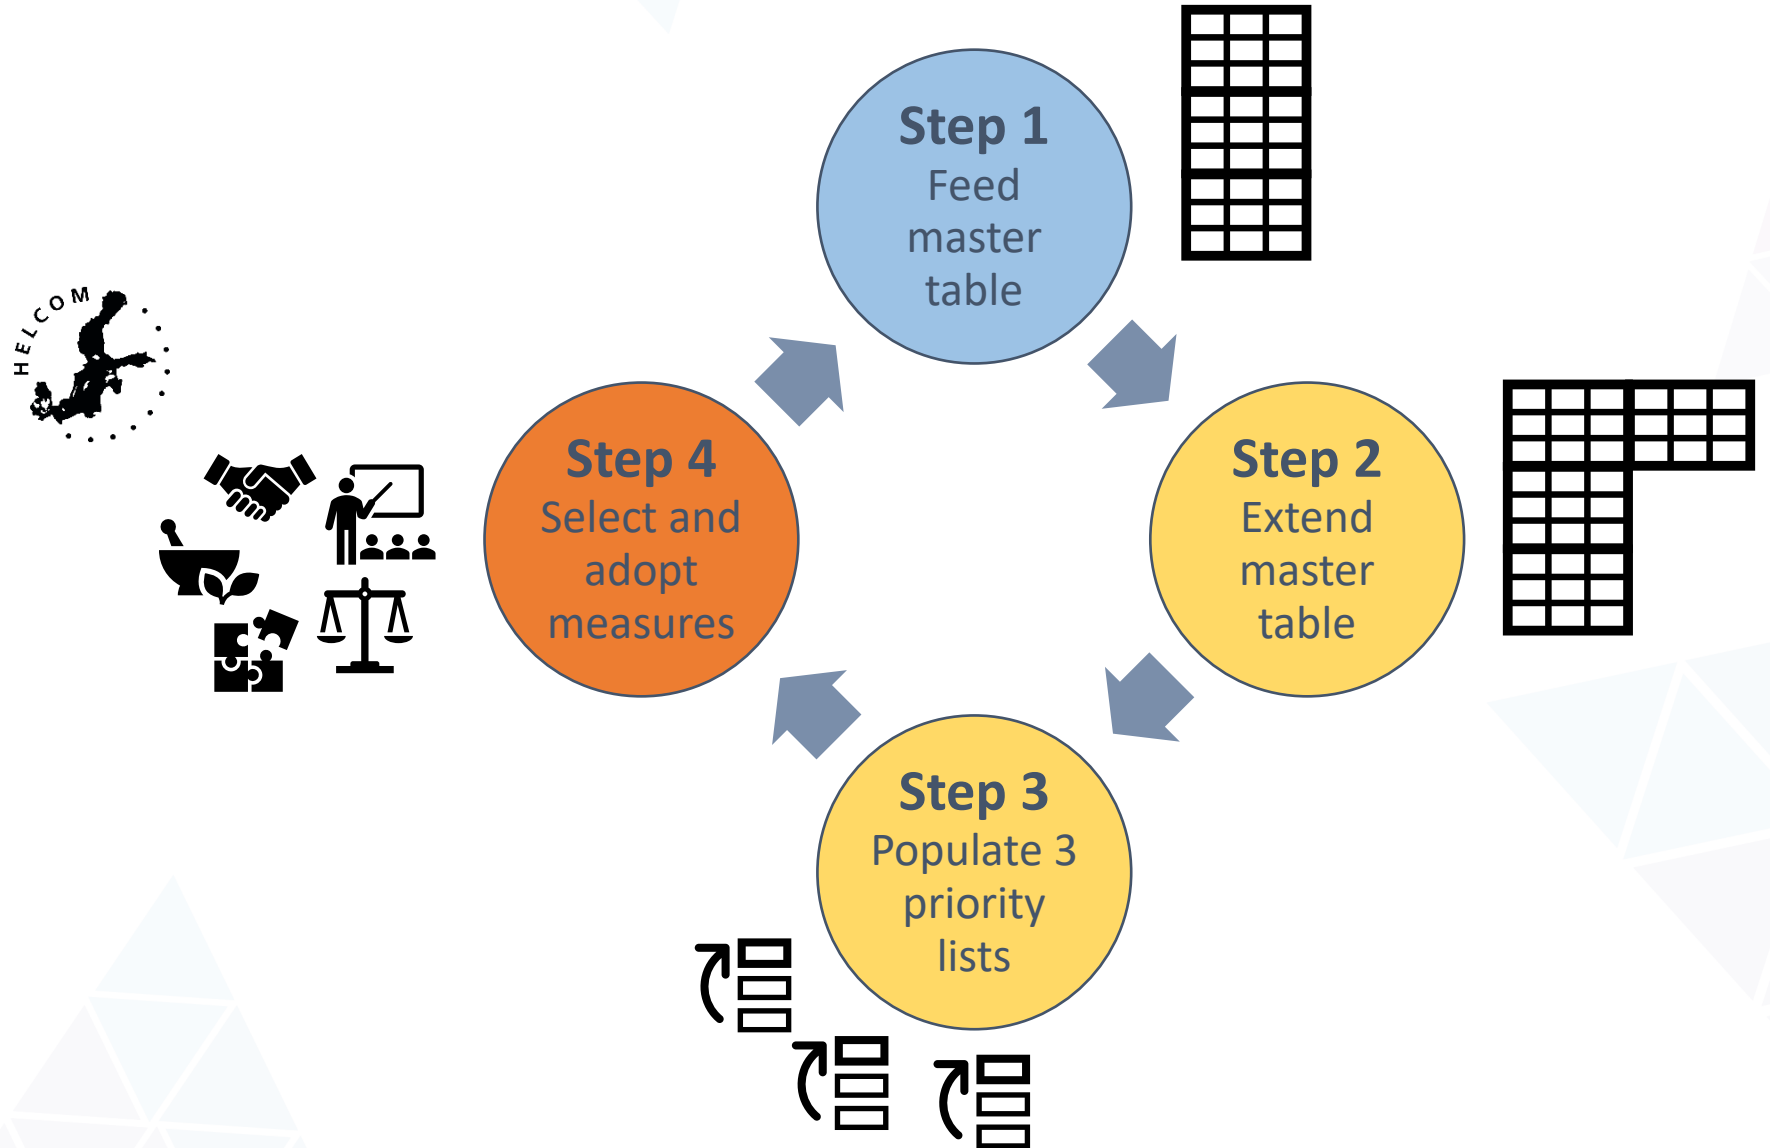 Step 1
Feed
master
table
HELCOM
Step 4
Select and
adopt
measures
Step 2
Extend
master
table
Step 3
Populate 3
priority
lists